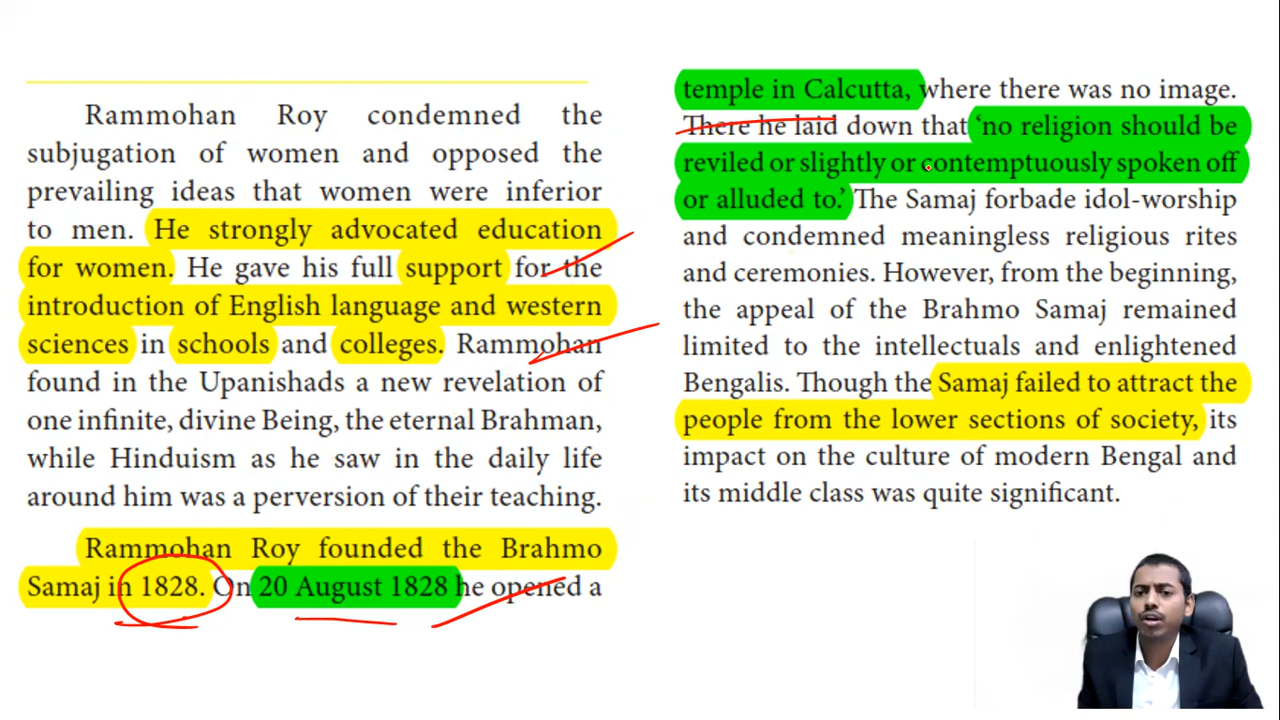 Rammohan Roy condemned the
subjugation of women and opposed the
prevailing ideas that women were inferior
to men. He strongly advocated education
for women. He gave his full support for the
introduction of English language and western
sciences in schools and colleges. Rammohan
found in the Upanishads a new revelation of
one infinite, divine Being, the eternal Brahman,
while Hinduism as he saw in the daily life
around him was a perversion of their teaching.
Rammohan Roy founded the Brahmo
Samaj in 1828. On 20 August 1828 he opened a
temple in Calcutta, where there was no image.
There he laid down that ‘no religion should be
reviled or slightly or contemptuously spoken off
or alluded to.’ The Samaj forbade idol-worship
and condemned meaningless religious rites
and ceremonies. However, from the beginning,
the appeal of the Brahmo Samaj remained
limited to the intellectuals and enlightened
Bengalis. Though the Samaj failed to attract the
people from the lower sections of society, its
impact on the culture of modern Bengal and
its middle class was quite significant.